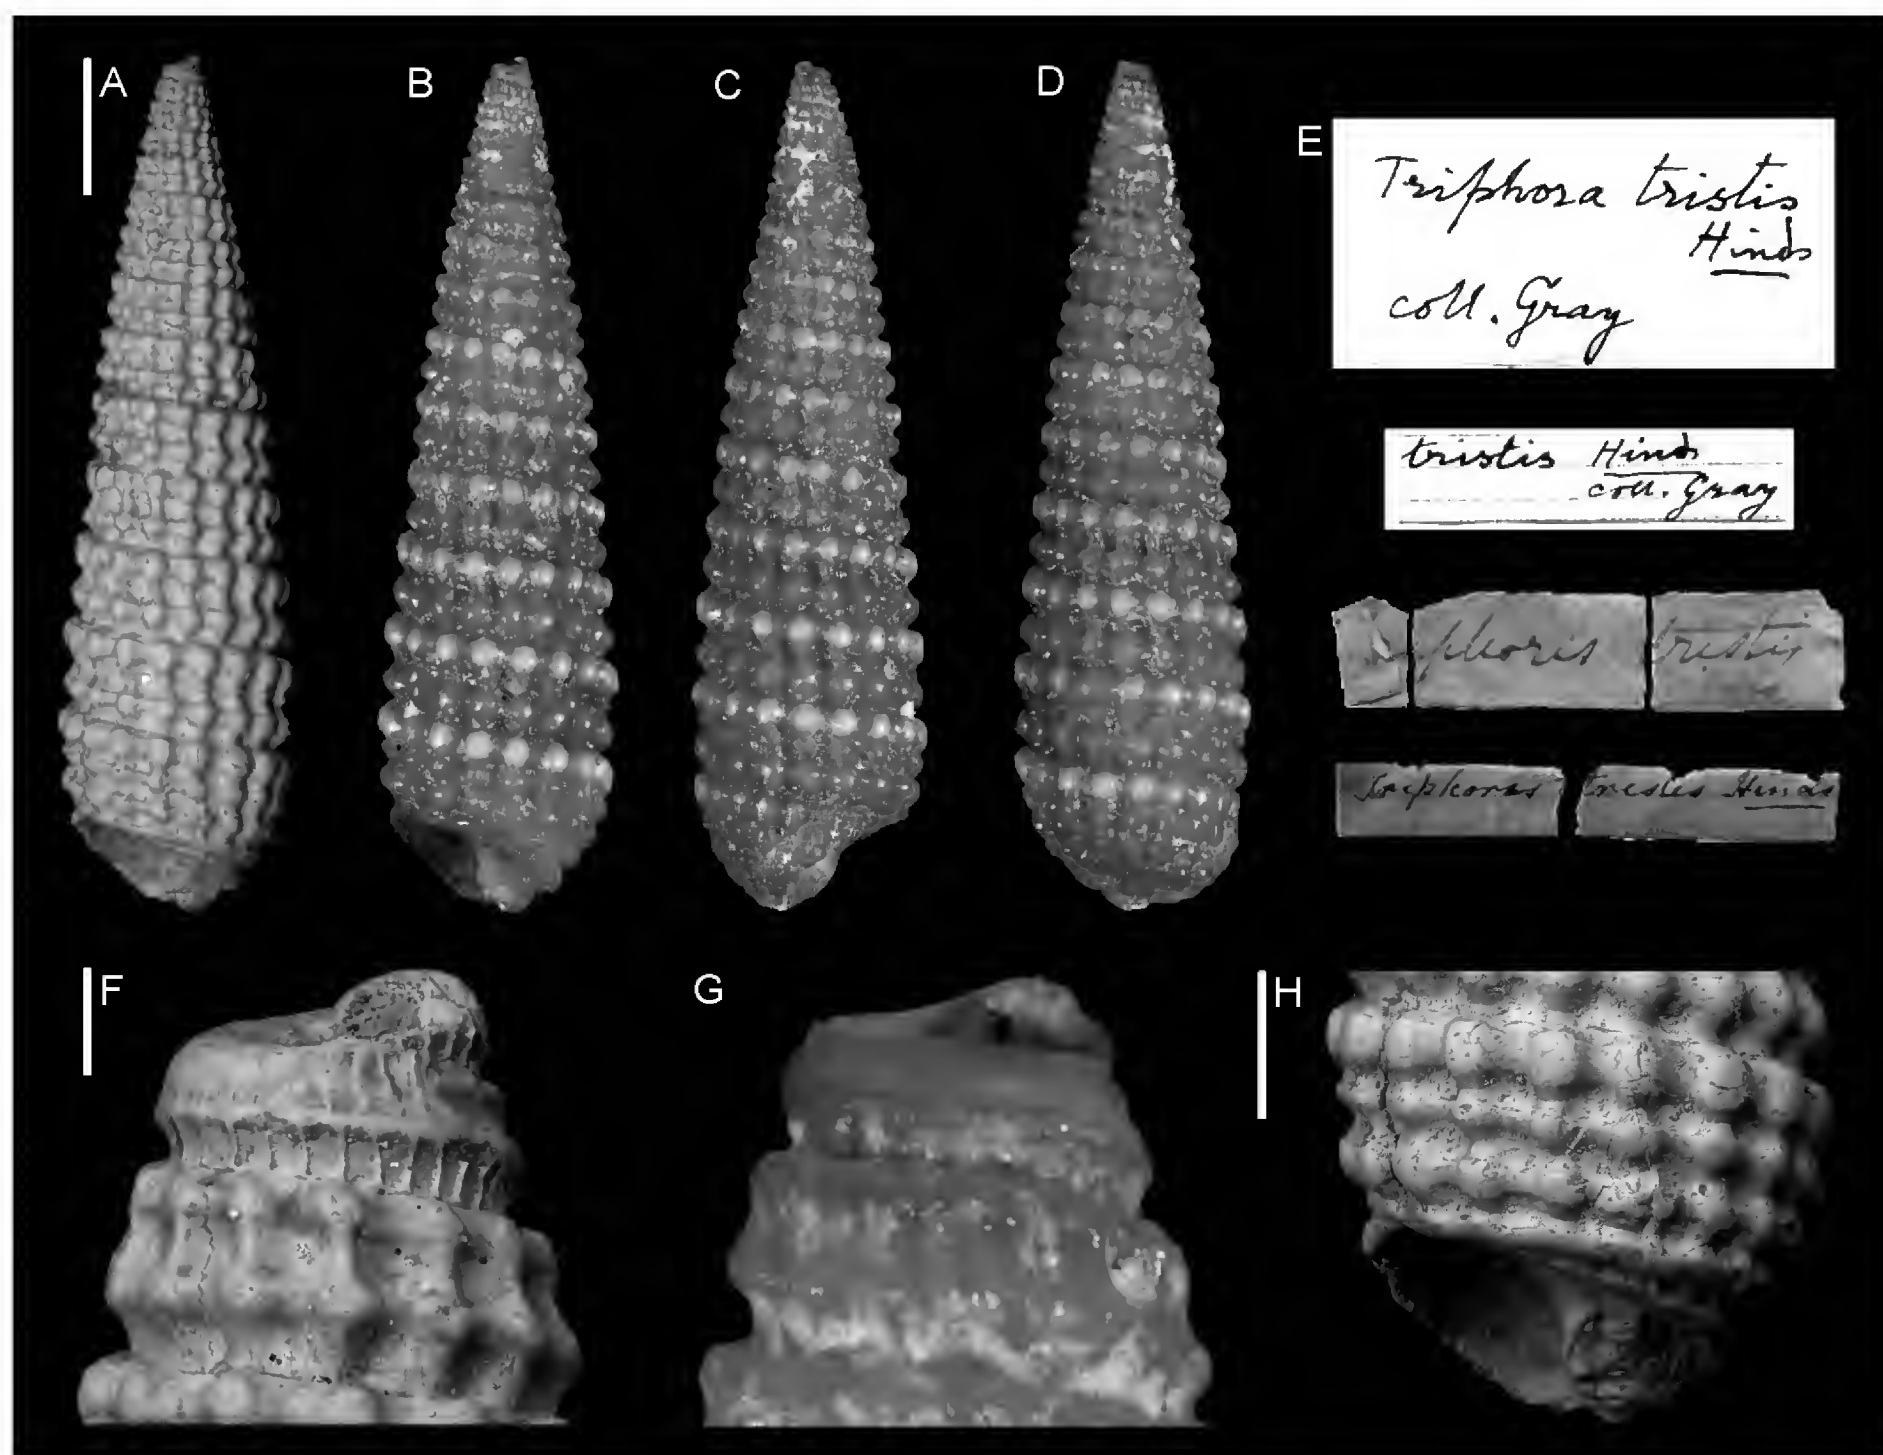 A
B
C
D
E
Triphora tristis
Hinds
coll. Gray
tristis Hinds
coll. Gray
phoris tristis
Triphoris tristis Hinds
F
G
H